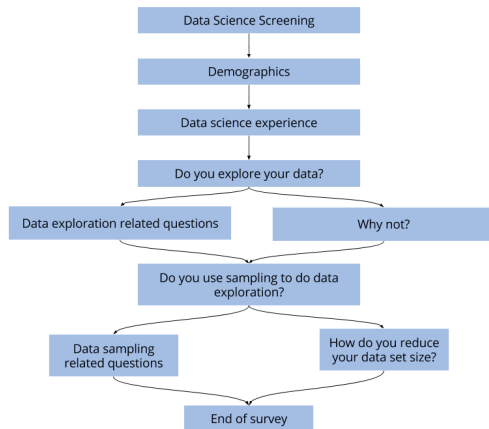 Data Science Screening
Demographics
Data science experience
Do you explore your data?
Data exploration related questions
Why not?
Do you use sampling to do data
exploration?
Data sampling
related questions
How do you reduce
your data set size?
End of survey